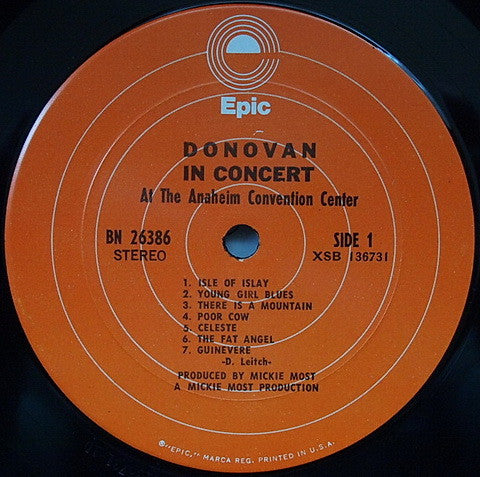 Epic
DONOVAN
IN CONCERT
At The Anaheim Convention Center
BN 26386 SIDE 1
STEREO XSB 136731
1. ISLE OF ISLAY
2. YOUNG GIRL BLUES
3. THERE IS A MOUNTAIN
4. POOR COW
5. CELESTE
6. THE FAT ANGEL
7. GUINEVERE
-D. Leitch-
PRODUCED BY MICKIE MOST
A MICKIE MOST PRODUCTION
®"EPIC," MARCA REG. PRINTED IN U.S.A.